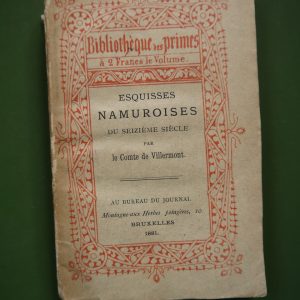 Bibliothèque des primes
à 2 Francs le Volume.
ESQUISSES
NAMUROISES
DU SEIZIÈME SIÈCLE
PAR
le Comte de Villermont.
AU BUREAU DU JOURNAL
Montagne-aux Herbes potagères, 10
BRUXELLES
1881.